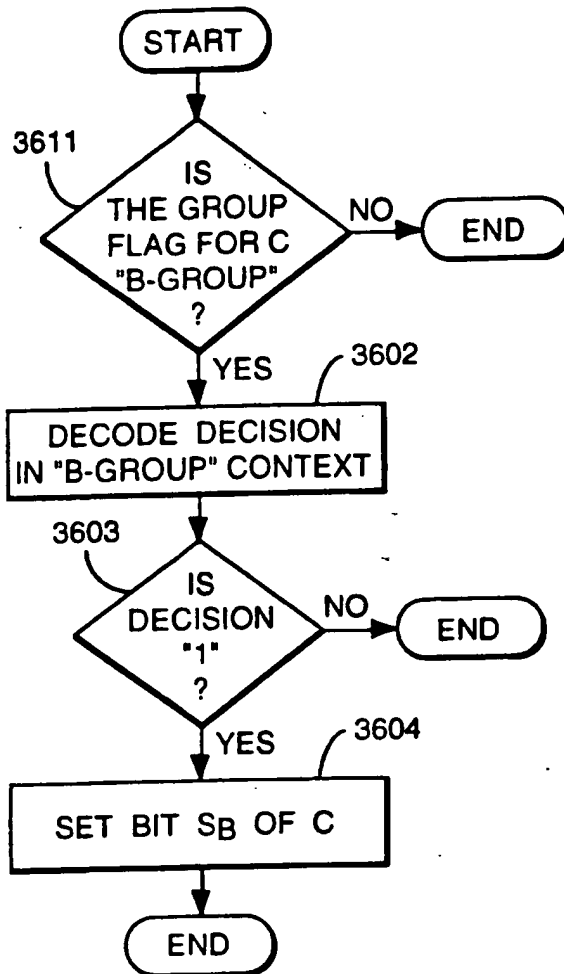 START
3611
IS
THE GROUP
FLAG FOR C
"B-GROUP"
?
NO
END
YES
3602
DECODE DECISION
IN "B-GROUP" CONTEXT
3603
IS
DECISION
"1"
?
NO
END
YES
3604
SET BIT SB OF C
END